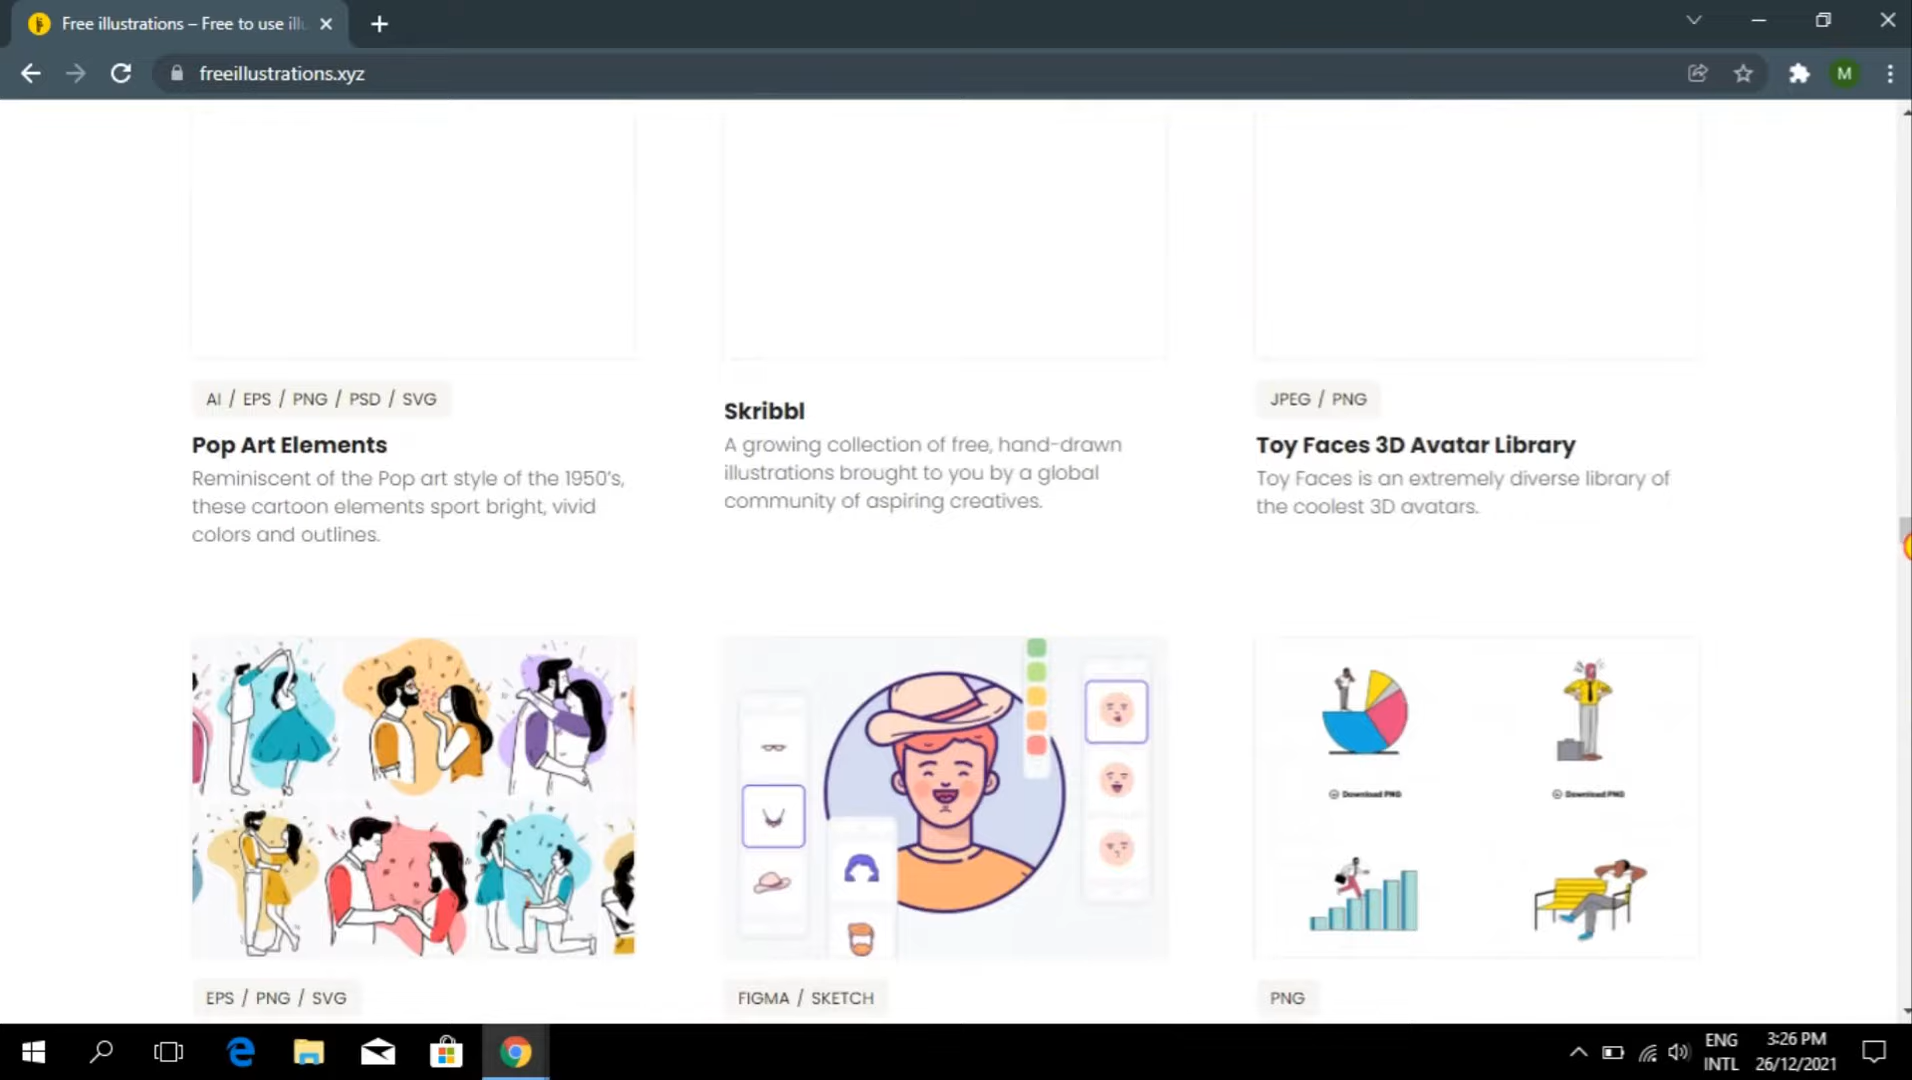 Free illustrations – Free to use ill
freeillustrations.xyz
M
AI / EPS / PNG / PSD / SVG
Pop Art Elements
Reminiscent of the Pop art style of the 1950's,
these cartoon elements sport bright, vivid
colors and outlines.
Skribbl
A growing collection of free, hand-drawn
illustrations brought to you by a global
community of aspiring creatives.
JPEG / PNG
Toy Faces 3D Avatar Library
Toy Faces is an extremely diverse library of
the coolest 3D avatars.
Download PNG
Download PNG
EPS / PNG / SVG
FIGMA / SKETCH
PNG
ENG
INTL
3:26 PM
26/12/2021